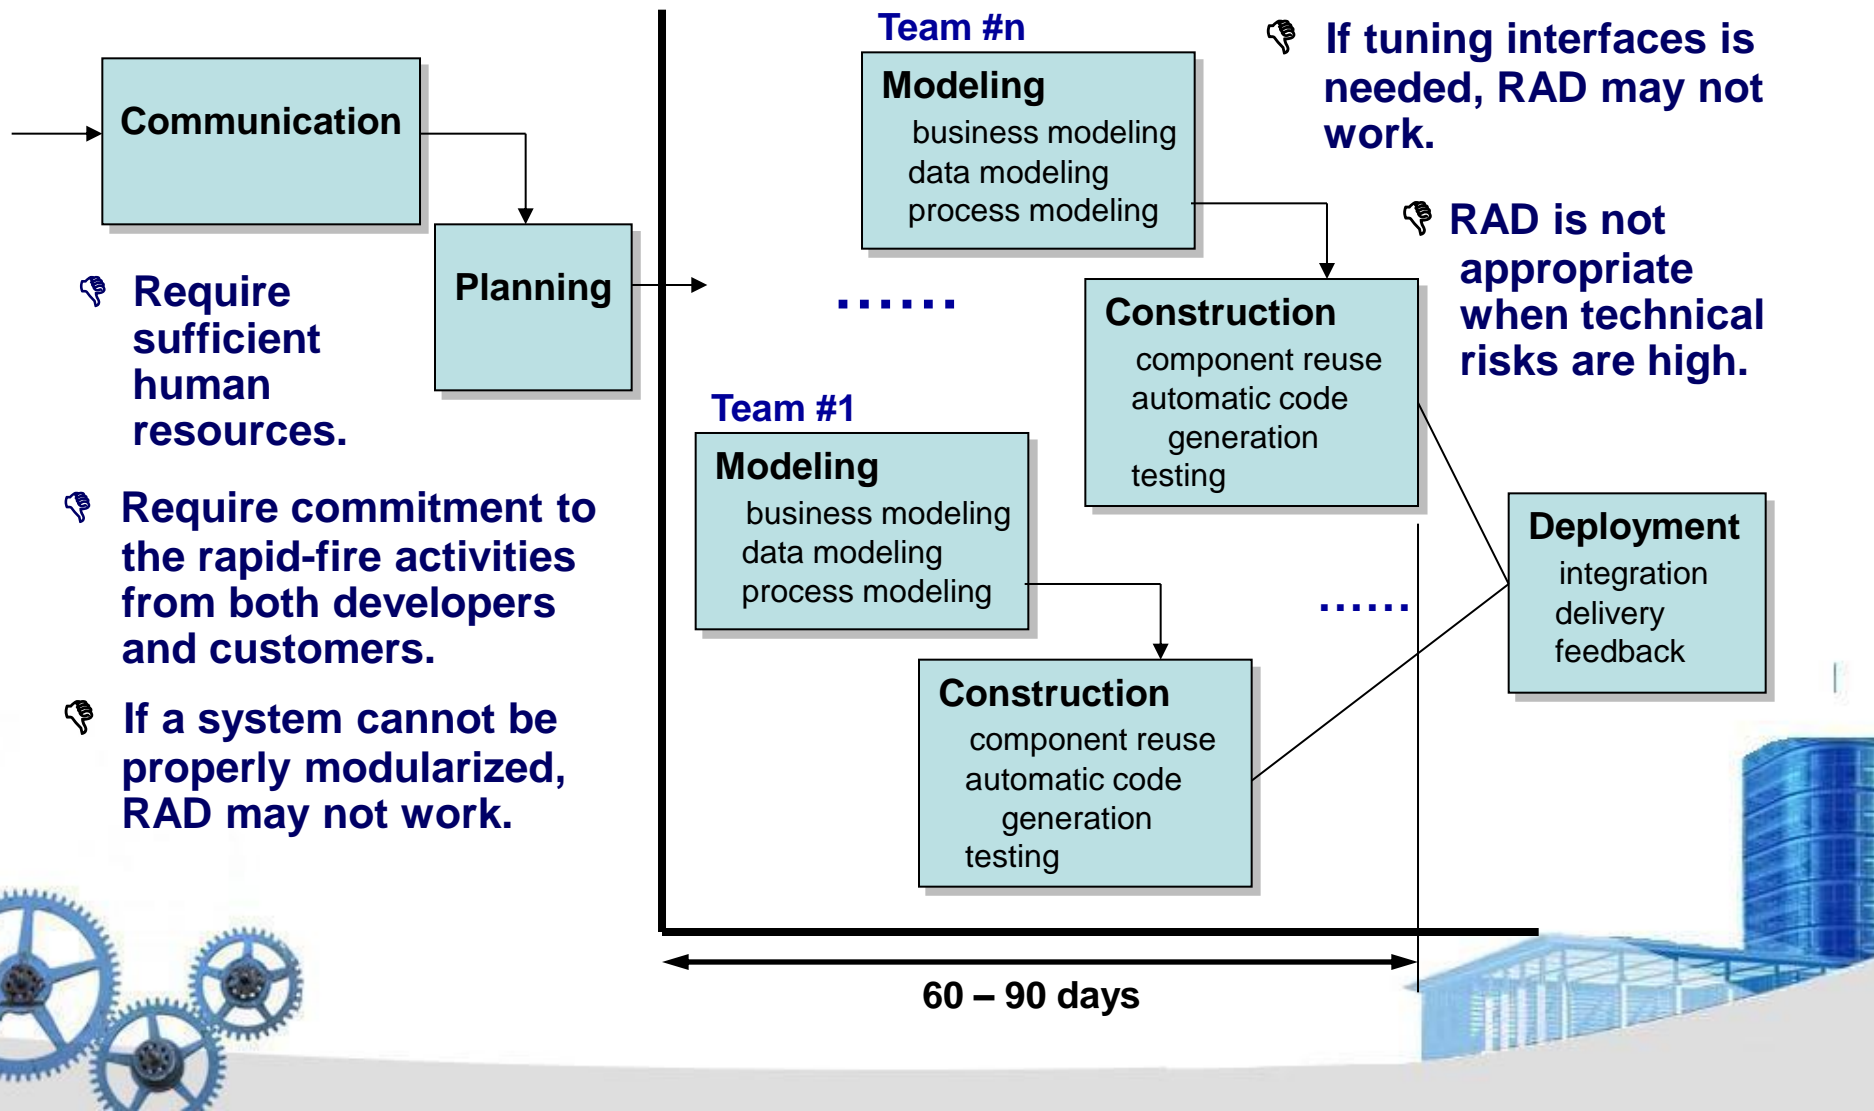 Communication
Planning
Require
sufficient
human
resources.
Require commitment to
the rapid-fire activities
from both developers
and customers.
If a system cannot be
properly modularized,
RAD may not work.
Team #n
Modeling
business modeling
data modeling
process modeling
......
Construction
component reuse
automatic code
generation
testing
Team #1
Modeling
business modeling
data modeling
process modeling
......
Construction
component reuse
automatic code
generation
testing
If tuning interfaces is
needed, RAD may not
work.
RAD is not
appropriate
when technical
risks are high.
Deployment
integration
delivery
feedback
60 – 90 days